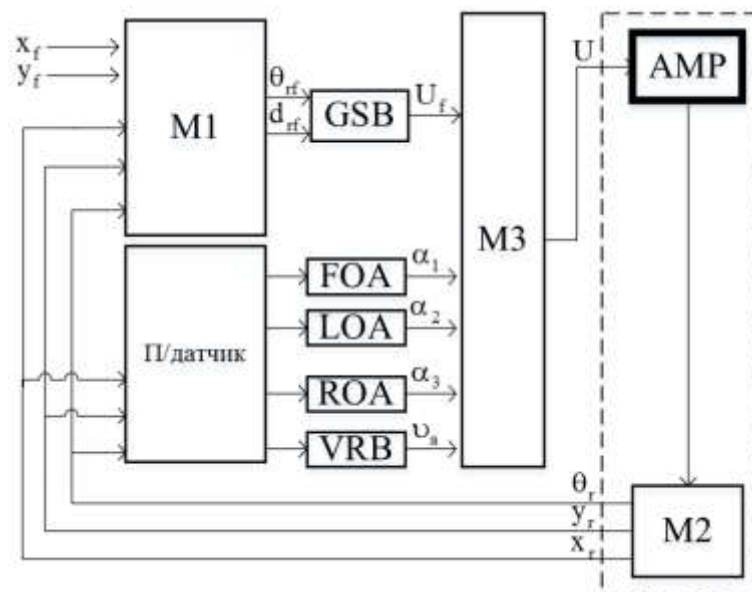 x_f
y_f
M1
θ_rf
d_rf
GSB
U_f
M3
U
AMP
П/датчик
FOA
α_1
LOA
α_2
ROA
α_3
VRB
υ_a
θ_r
y_r
x_r
M2